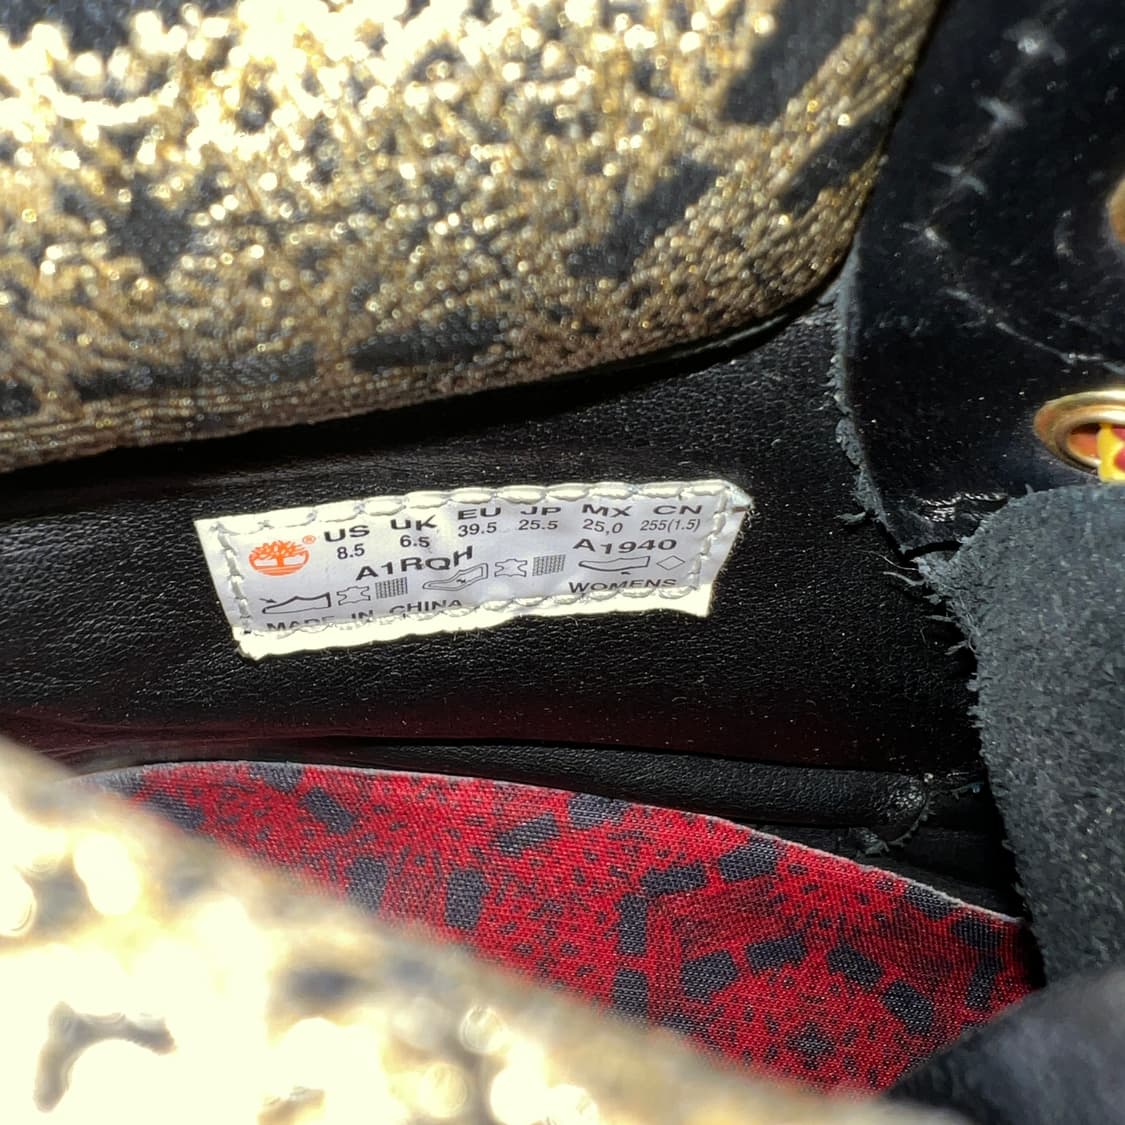 ® US UK EU JP MX CN
8.5 6.5 39.5 25.5 25,0 255(1.5)
A1RQH A1940
WOMENS
MADE IN CHINA